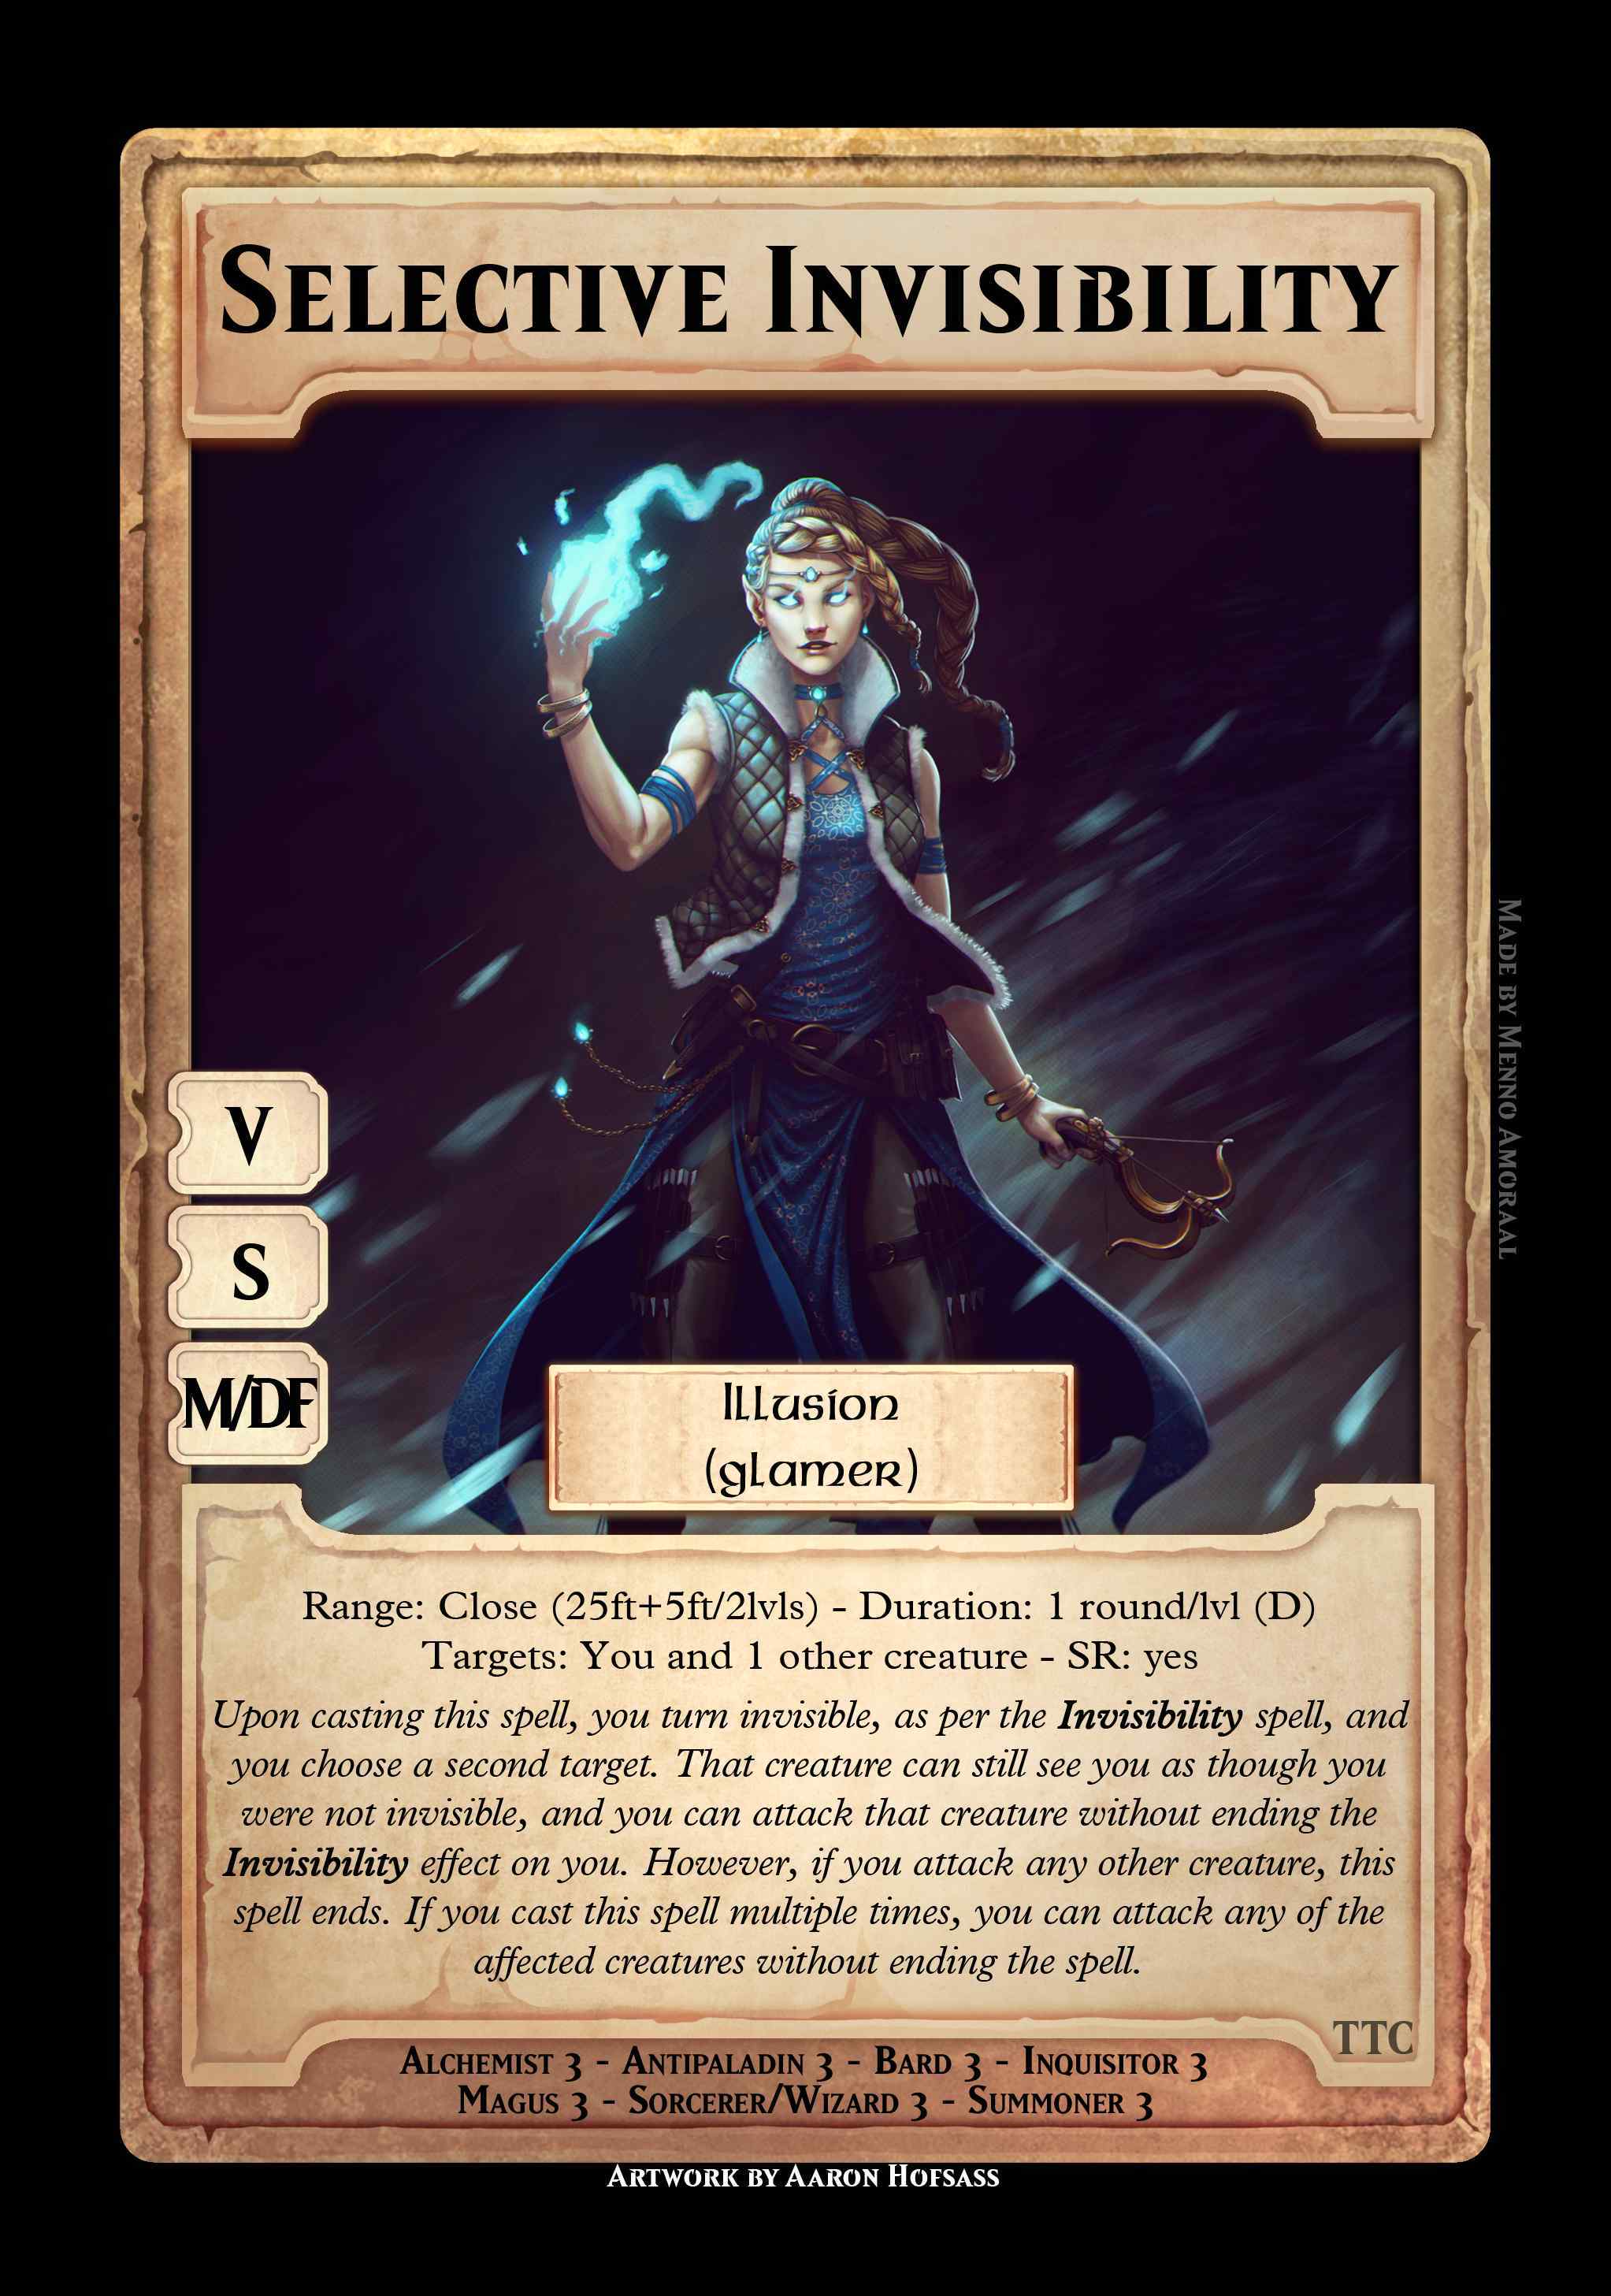 Selective Invisibility
V
S
M/DF
Illusion
(glamer)
Range: Close (25ft+5ft/2lvls) - Duration: 1 round/lvl (D)
Targets: You and 1 other creature - SR: yes
Upon casting this spell, you turn invisible, as per the Invisibility spell, and
you choose a second target. That creature can still see you as though you
were not invisible, and you can attack that creature without ending the
Invisibility effect on you. However, if you attack any other creature, this
spell ends. If you cast this spell multiple times, you can attack any of the
affected creatures without ending the spell.
TTC
Alchemist 3 - Antipaladin 3 - Bard 3 - Inquisitor 3
Magus 3 - Sorcerer/Wizard 3 - Summoner 3
Artwork by Aaron Hofsass
Made by Menno Amoraal